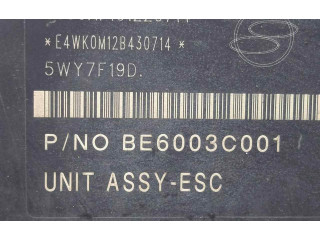 *E4WK0M12B430714*
5WY7F19D.
P/NO BE6003C001
UNIT ASSY-ESC